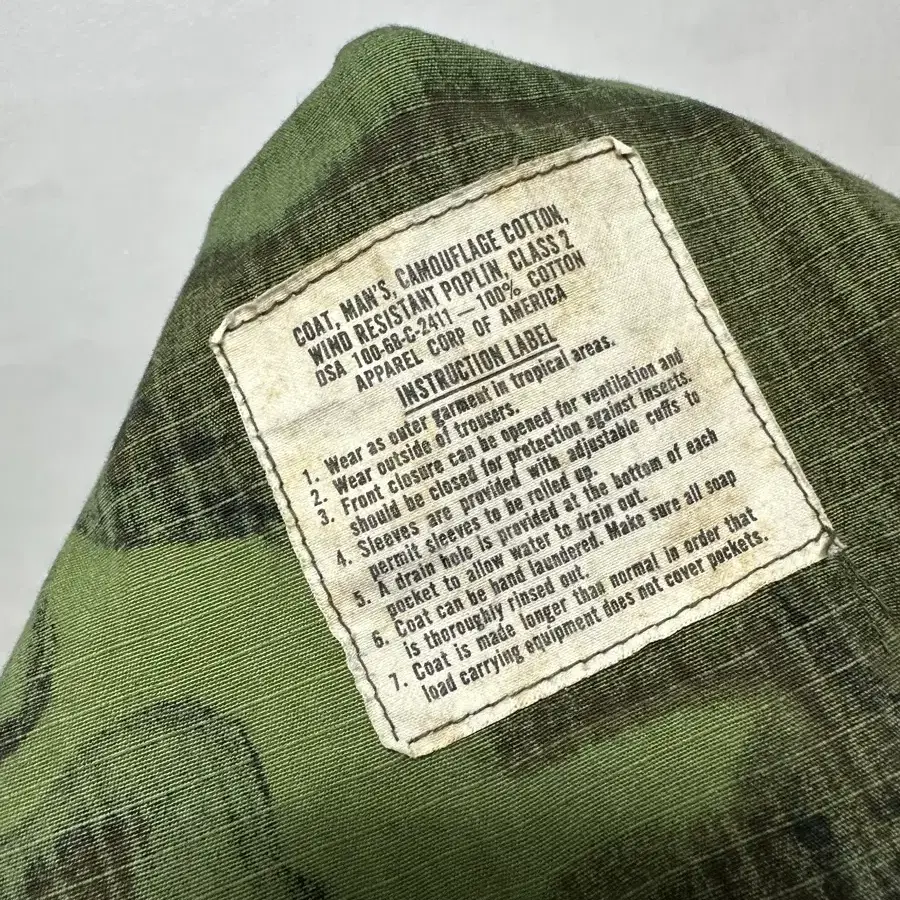 COAT, MAN'S, CAMOUFLAGE COTTON,
WIND RESISTANT POPLIN, CLASS 2
DSA 100-68-C-2411 — 100% COTTON
APPAREL CORP OF AMERICA
INSTRUCTION LABEL
1. Wear as outer garment in tropical areas.
2. Wear outside of trousers.
3. Front closure can be opened for ventilation and
should be closed for protection against insects.
4. Sleeves are provided with adjustable cuffs to
permit sleeves to be rolled up.
5. A drain hole is provided at the bottom of each
pocket to allow water to drain out.
6. Coat can be hand laundered. Make sure all soap
is thoroughly rinsed out.
7. Coat is made longer than normal in order that
load carrying equipment does not cover pockets.